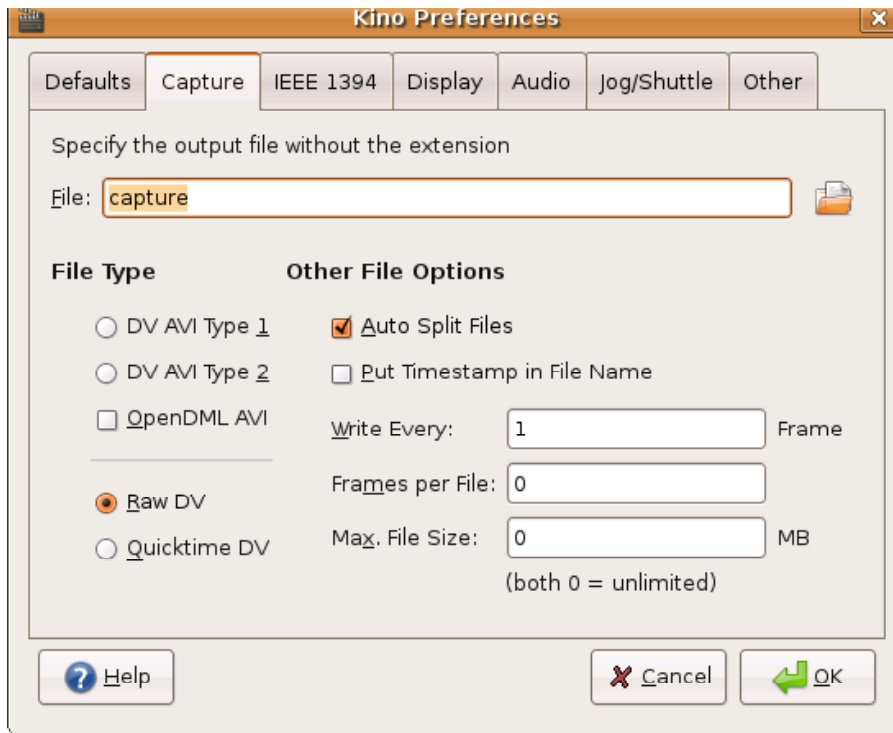 Kino Preferences
Defaults Capture IEEE 1394 Display Audio Jog/Shuttle Other
Specify the output file without the extension
File: capture
File Type Other File Options
DV AVI Type 1 Auto Split Files
DV AVI Type 2 Put Timestamp in File Name
OpenDML AVI Write Every: 1 Frame
Raw DV Frames per File: 0
Quicktime DV Max. File Size: 0 MB
(both 0 = unlimited)
Help Cancel OK